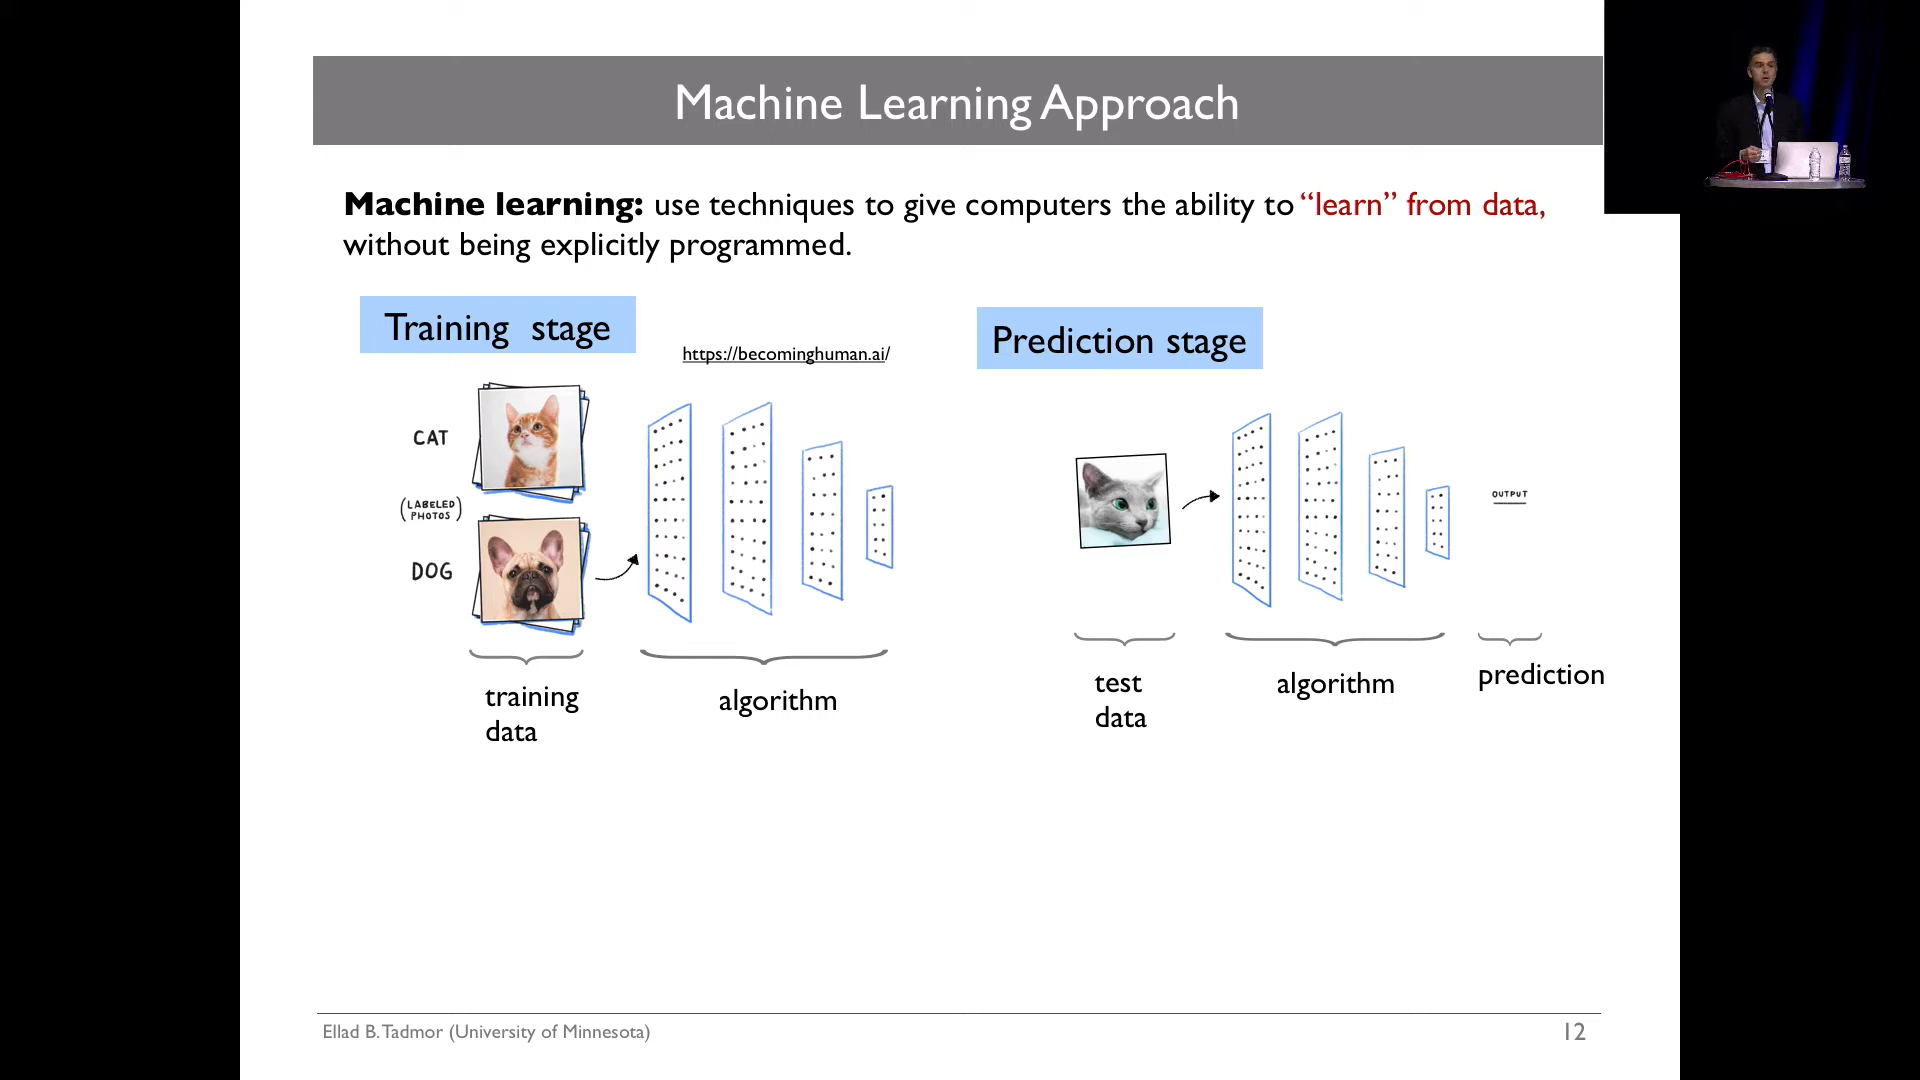 Machine Learning Approach
Machine learning: use techniques to give computers the ability to “learn” from data,
without being explicitly programmed.
Training stage
https://becominghuman.ai/
CAT
(LABELED
PHOTOS)
DOG
training
data
algorithm
Prediction stage
OUTPUT
test
data
algorithm
prediction
Ellad B. Tadmor (University of Minnesota)
12